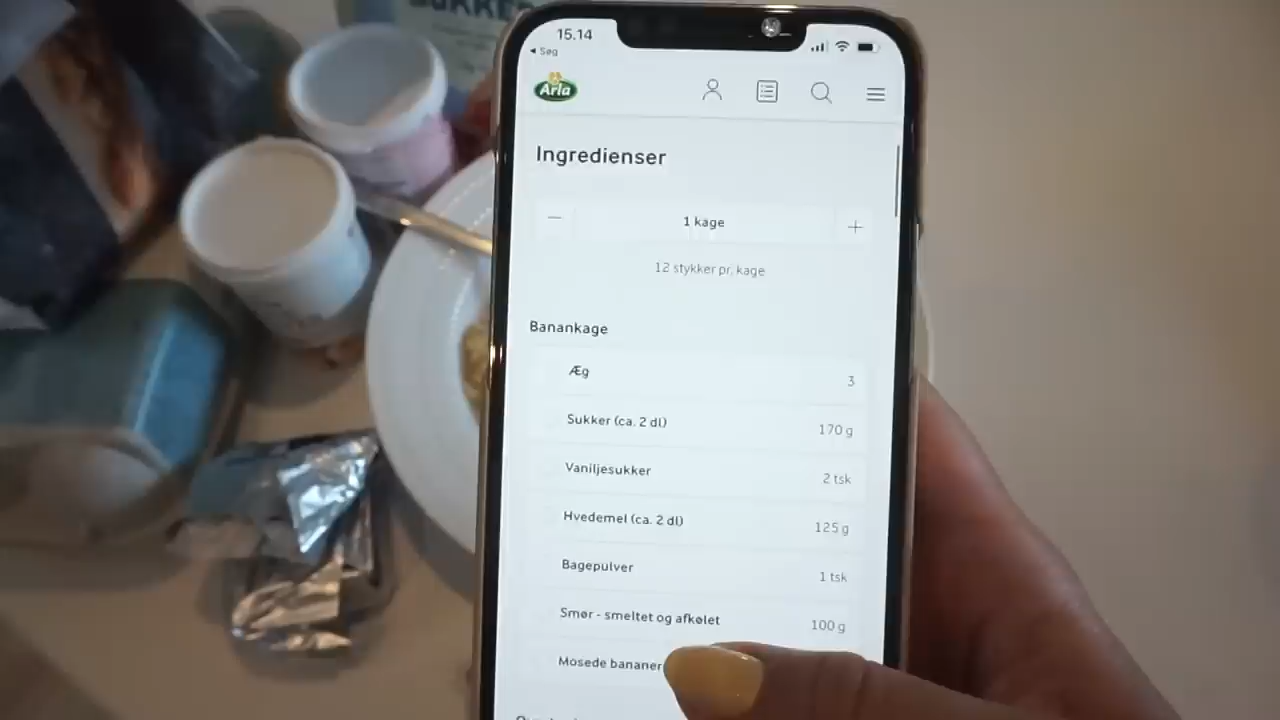 SUKKER
15.14
◂ Søg
Arla
Ingredienser
1 kage
12 stykker pr. kage
Banankage
Æg 3
Sukker (ca. 2 dl) 170 g
Vaniljesukker 2 tsk
Hvedemel (ca. 2 dl) 125 g
Bagepulver 1 tsk
Smør - smeltet og afkølet 100 g
Mosede bananer